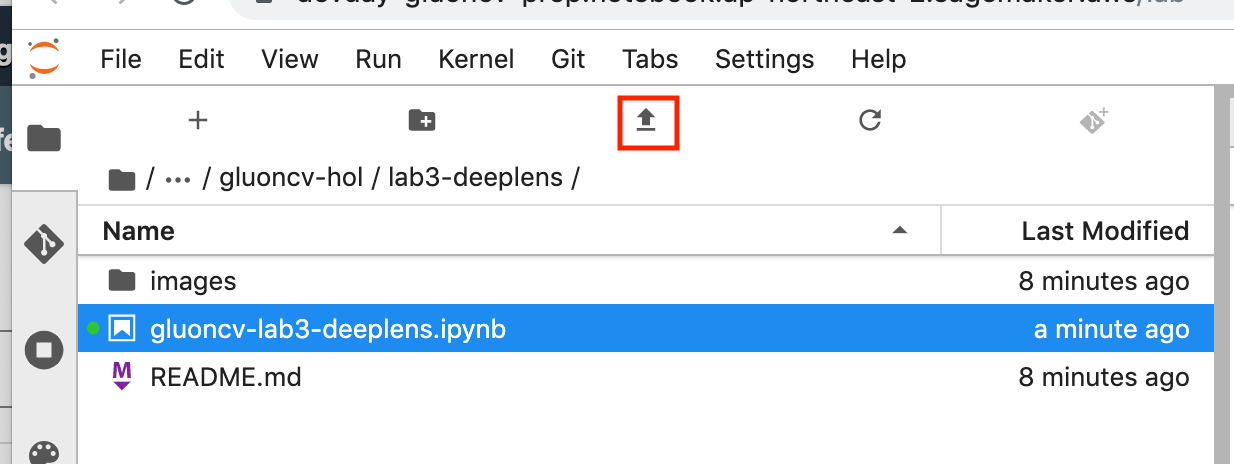 File Edit View Run Kernel Git Tabs Settings Help
/ ··· / gluoncv-hol / lab3-deeplens /
Name Last Modified
images 8 minutes ago
gluoncv-lab3-deeplens.ipynb a minute ago
M README.md 8 minutes ago